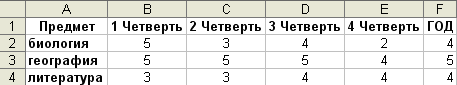 A B C D E F
1 Предмет 1 Четверть 2 Четверть 3 Четверть 4 Четверть ГОД
2 биология 5 3 4 2 4
3 география 5 5 5 4 5
4 литература 3 3 4 4 4